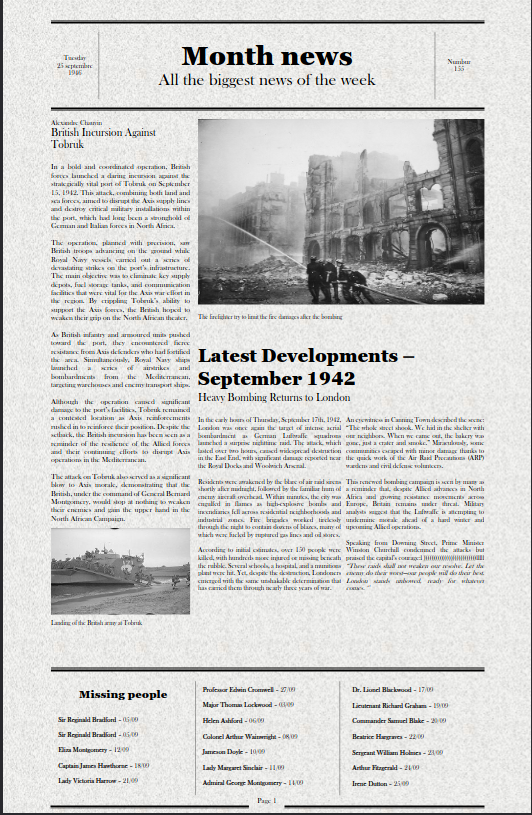 Tuesday
25 septembre
1946
Month news
All the biggest news of the week
Number
155
Alexandre Chauvin
British Incursion Against
Tobruk
In a bold and coordinated operation, British
forces launched a daring incursion against the
strategically vital port of Tobruk on September
15, 1942. This attack, combining both land and
sea forces, aimed to disrupt the Axis supply lines
and destroy critical military installations within
the port, which had long been a stronghold of
German and Italian forces in North Africa.
The operation, planned with precision, saw
British troops advancing on the ground while
Royal Navy vessels carried out a series of
devastating strikes on the port's infrastructure.
The main objective was to eliminate key supply
depots, fuel storage tanks, and communication
facilities that were vital for the Axis war effort in
the region. By crippling Tobruk's ability to
support the Axis forces, the British hoped to
weaken their grip on the North African theater.
As British infantry and armoured units pushed
toward the port, they encountered fierce
resistance from Axis defenders who had fortified
the area. Simultaneously, Royal Navy ships
launched a series of airstrikes and
bombardments from the Mediterranean,
targeting warehouses and enemy transport ships.
Although the operation caused significant
damage to the port's facilities, Tobruk remained
a contested location as Axis reinforcements
rushed in to reinforce their position. Despite the
setback, the British incursion has been seen as a
reminder of the resilience of the Allied forces
and their continuing efforts to disrupt Axis
operations in the Mediterranean.
The attack on Tobruk also served as a significant
blow to Axis morale, demonstrating that the
British, under the command of General Bernard
Montgomery, would stop at nothing to weaken
their enemies and gain the upper hand in the
North African Campaign.
Landing of the British army at Tobruk
The firefighter try to limit the fire damages after the bombing
Latest Developments –
September 1942
Heavy Bombing Returns to London
In the early hours of Thursday, September 17th, 1942,
London was once again the target of intense aerial
bombardment as German Luftwaffe squadrons
launched a surprise nighttime raid. The attack, which
lasted over two hours, caused widespread destruction
in the East End, with significant damage reported near
the Royal Docks and Woolwich Arsenal.
Residents were awakened by the blare of air raid sirens
shortly after midnight, followed by the familiar hum of
enemy aircraft overhead. Within minutes, the city was
engulfed in flames as high-explosive bombs and
incendiaries fell across residential neighborhoods and
industrial zones. Fire brigades worked tirelessly
through the night to contain dozens of blazes, many of
which were fueled by ruptured gas lines and oil stores.
According to initial estimates, over 150 people were
killed, with hundreds more injured or missing beneath
the rubble. Several schools, a hospital, and a munitions
plant were hit. Yet, despite the destruction, Londoners
emerged with the same unshakable determination that
has carried them through nearly three years of war.
An eyewitness in Canning Town described the scene:
"The whole street shook. We hid in the shelter with
our neighbors. When we came out, the bakery was
gone, just a crater and smoke." Miraculously, some
communities escaped with minor damage thanks to
the quick work of the Air Raid Precautions (ARP)
wardens and civil defense volunteers.
This renewed bombing campaign is seen by many as
a reminder that, despite Allied advances in North
Africa and growing resistance movements across
Europe, Britain remains under threat. Military
analysts suggest that the Luftwaffe is attempting to
undermine morale ahead of a hard winter and
upcoming Allied operations.
Speaking from Downing Street, Prime Minister
Winston Churchill condemned the attacks but
praised the capital's courage:
"These raids shall not weaken our resolve. Let the
enemy do their worst—our people will do their best.
London stands unbowed, ready for whatever
comes."
Missing people
Sir Reginald Bradford – 05/09
Sir Reginald Bradford – 05/09
Eliza Montgomery – 12/09
Captain James Hawthorne – 18/09
Lady Victoria Harrow – 21/09
Professor Edwin Cromwell – 27/09
Major Thomas Lockwood – 03/09
Helen Ashford – 06/09
Colonel Arthur Wainwright – 08/09
Jameson Doyle – 10/09
Lady Margaret Sinclair – 11/09
Admiral George Montgomery – 14/09
Dr. Lionel Blackwood – 17/09
Lieutenant Richard Graham – 19/09
Commander Samuel Blake – 20/09
Beatrice Hargraves – 22/09
Sergeant William Holmes – 23/09
Arthur Fitzgerald – 24/09
Irene Dutton – 25/09
Page 1